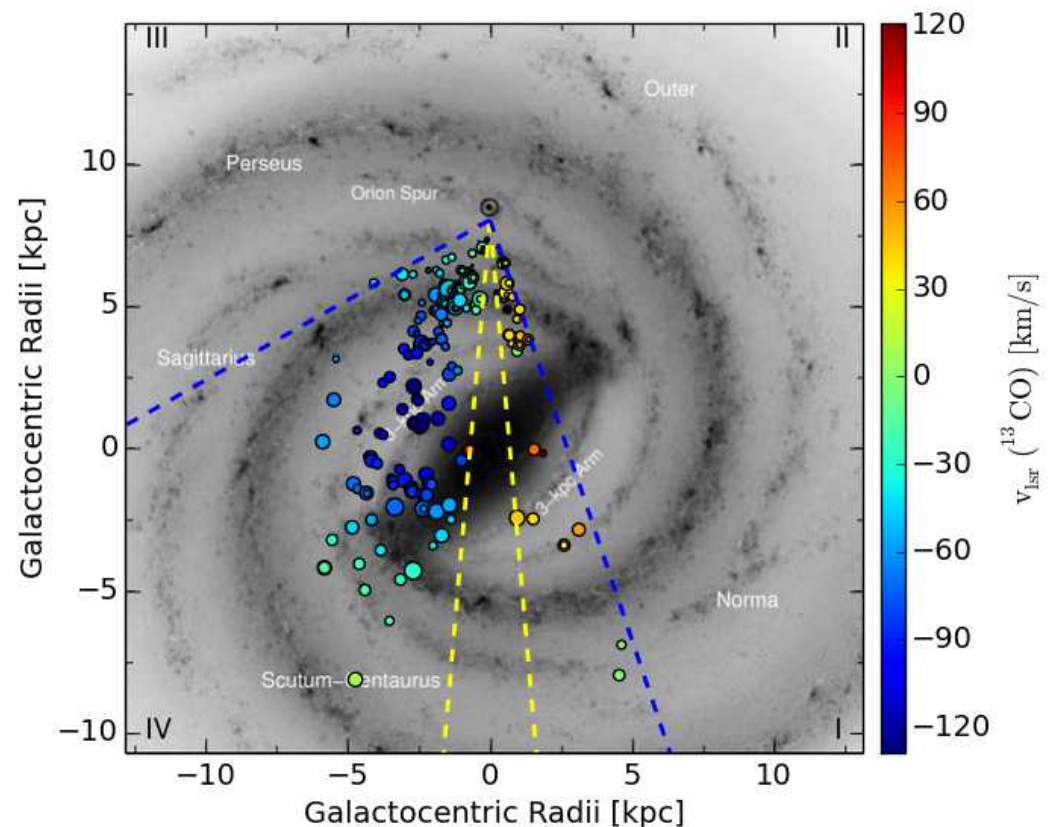 III
II
Outer
Perseus
Orion Spur
Sagittarius
3-kpc Arm
Norma
Scutum-Centaurus
IV
I
10
5
0
−5
−10
−10
−5
0
5
10
Galactocentric Radii [kpc]
Galactocentric Radii [kpc]
120
90
60
30
0
−30
−60
−90
−120
v_lsr (¹³CO) [km/s]